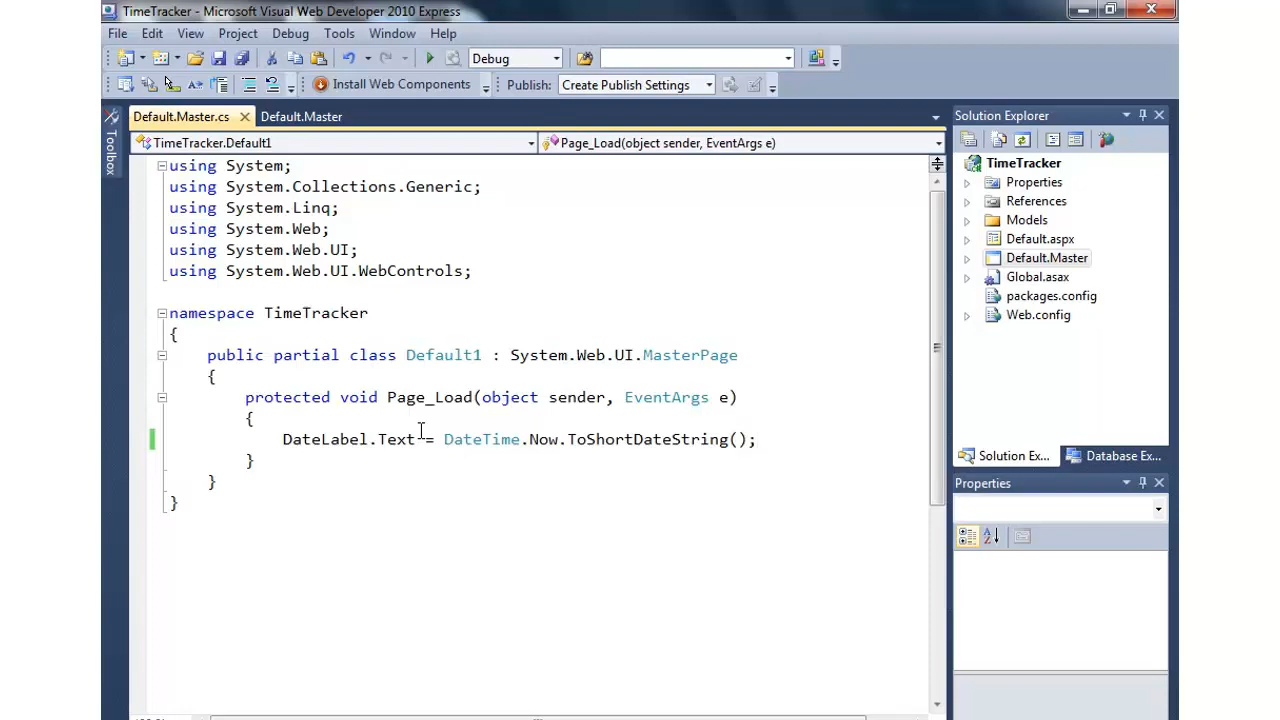 TimeTracker - Microsoft Visual Web Developer 2010 Express
File Edit View Project Debug Tools Window Help
Debug
Install Web Components Publish: Create Publish Settings
Toolbox
Default.Master.cs Default.Master
TimeTracker.Default1 Page_Load(object sender, EventArgs e)
using System;
using System.Collections.Generic;
using System.Linq;
using System.Web;
using System.Web.UI;
using System.Web.UI.WebControls;
namespace TimeTracker
{
public partial class Default1 : System.Web.UI.MasterPage
{
protected void Page_Load(object sender, EventArgs e)
{
DateLabel.Text = DateTime.Now.ToShortDateString();
}
}
}
Solution Explorer
TimeTracker
Properties
References
Models
Default.aspx
Default.Master
Global.asax
packages.config
Web.config
Solution Ex... Database Ex...
Properties